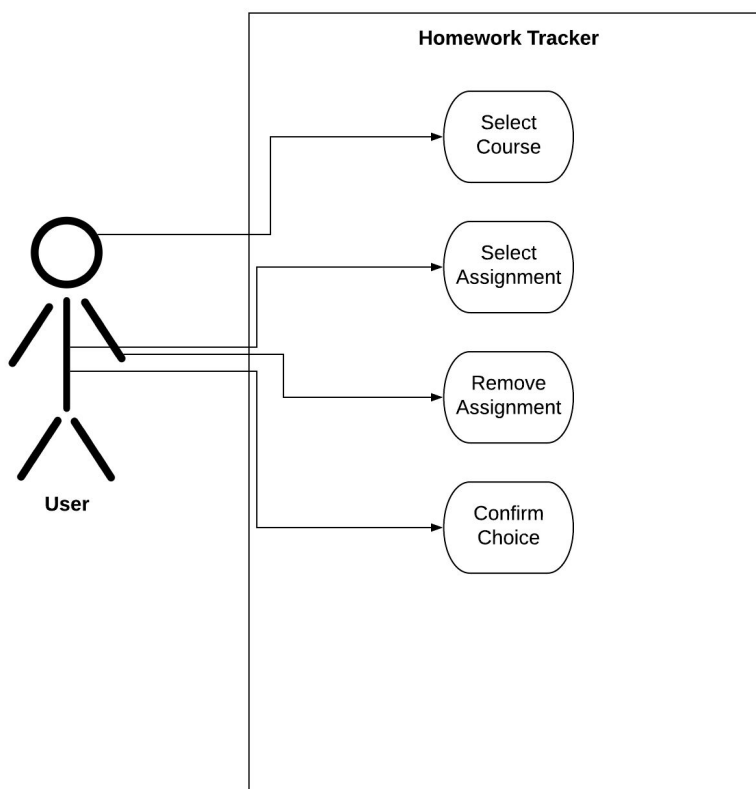 Homework Tracker
Select
Course
Select
Assignment
Remove
Assignment
User
Confirm
Choice